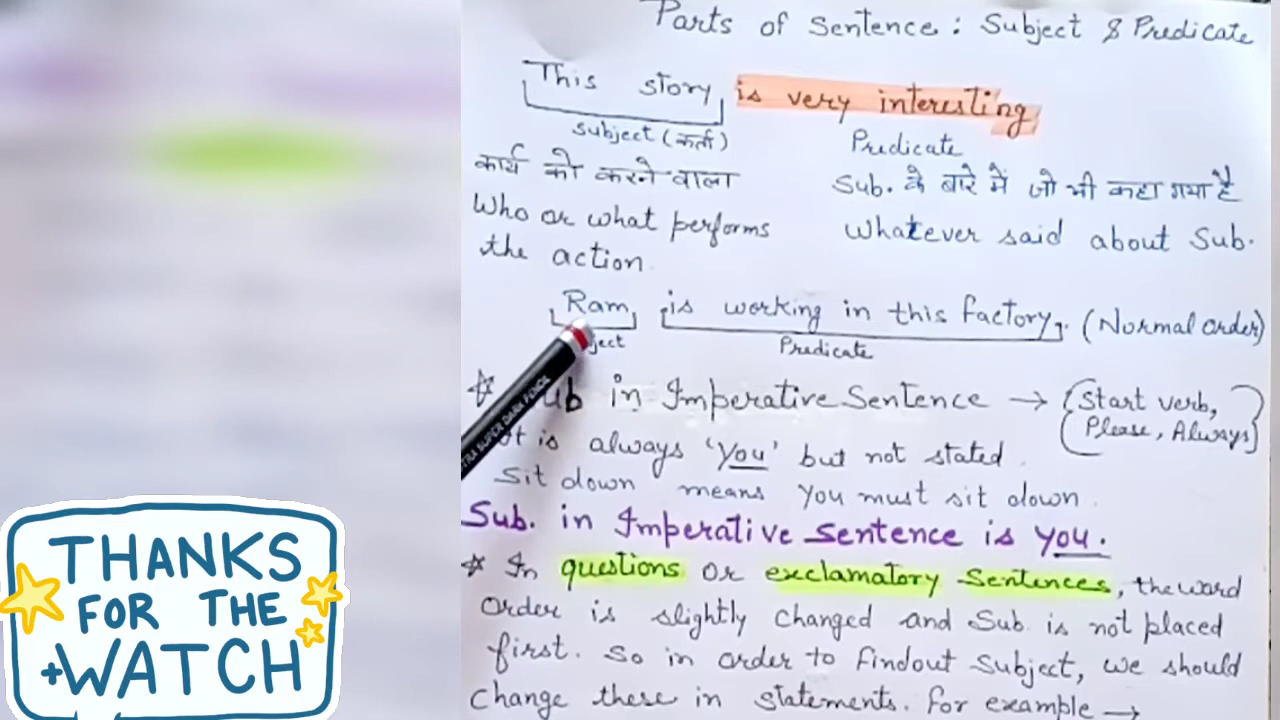 Parts of Sentence : Subject & Predicate
This story is very interesting
Subject (कर्ता) Predicate
कार्य को करने वाला Sub. के बारे में जो भी कहा गया है
Who or what performs the action.
Whatever said about Sub.
Ram is working in this factory. (Normal Order)
ject Predicate
Sub in Imperative Sentence → (Start verb, Please, Always)
It is always 'You' but not stated.
Sit down means You must sit down.
Sub. in Imperative Sentence is You.
In questions or exclamatory Sentences, the word
Order is slightly changed and Sub. is not placed
first. So in order to findout Subject, we should
change these in statements. For example →
THANKS
FOR THE
WATCH